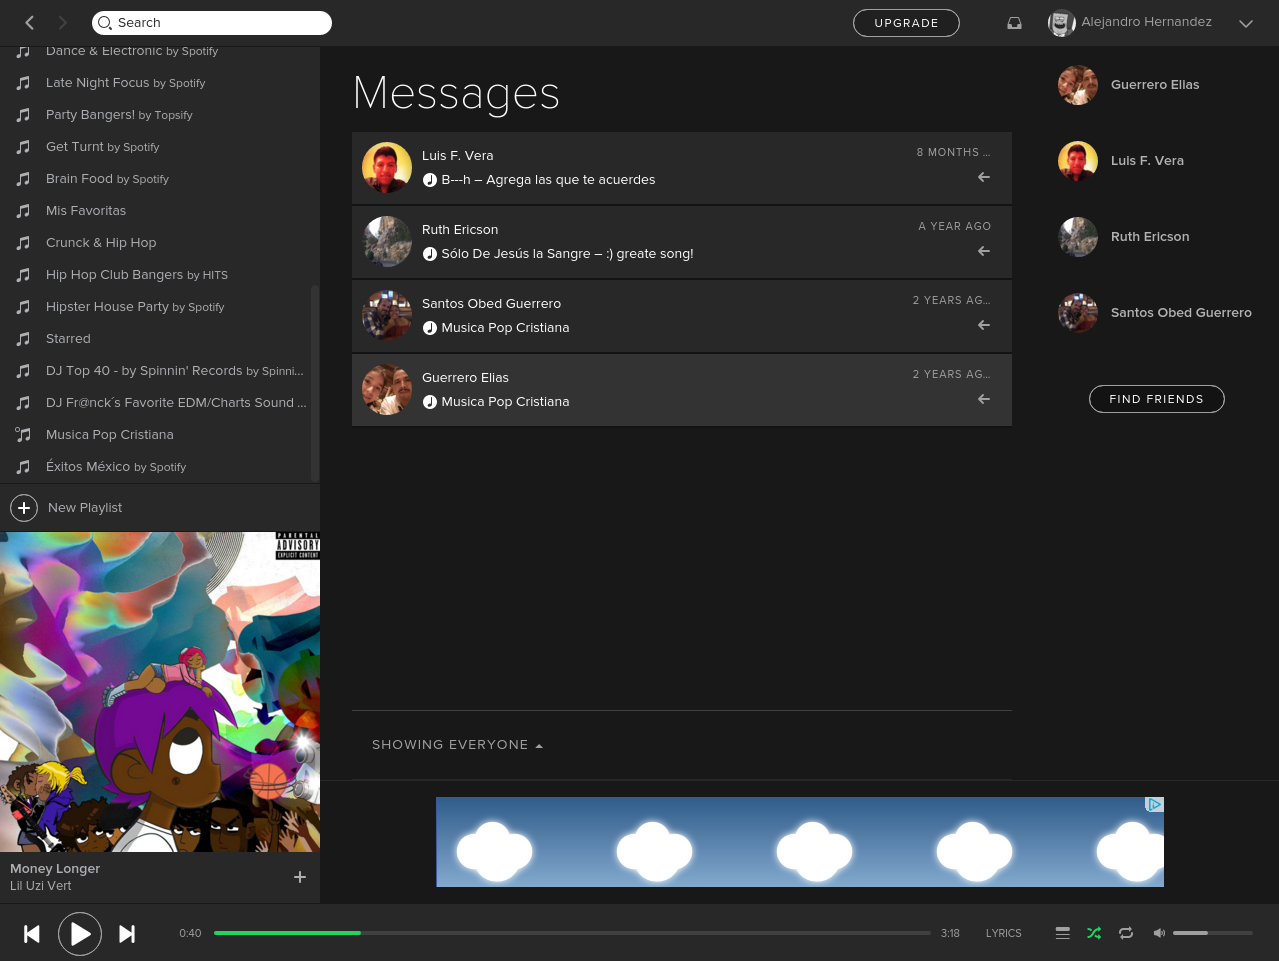 Search
UPGRADE
Alejandro Hernandez
Dance & Electronic by Spotify
Late Night Focus by Spotify
Party Bangers! by Topsify
Get Turnt by Spotify
Brain Food by Spotify
Mis Favoritas
Crunck & Hip Hop
Hip Hop Club Bangers by HITS
Hipster House Party by Spotify
Starred
DJ Top 40 - by Spinnin' Records by Spinni...
DJ Fr@nck´s Favorite EDM/Charts Sound ...
Musica Pop Cristiana
Éxitos México by Spotify
New Playlist
PARENTAL
ADVISORY
EXPLICIT CONTENT
Money Longer
Lil Uzi Vert
Messages
Luis F. Vera
8 MONTHS ...
B---h – Agrega las que te acuerdes
Ruth Ericson
A YEAR AGO
Sólo De Jesús la Sangre – :) greate song!
Santos Obed Guerrero
2 YEARS AG...
Musica Pop Cristiana
Guerrero Elias
2 YEARS AG...
Musica Pop Cristiana
SHOWING EVERYONE
Guerrero Elias
Luis F. Vera
Ruth Ericson
Santos Obed Guerrero
FIND FRIENDS
0:40
3:18
LYRICS